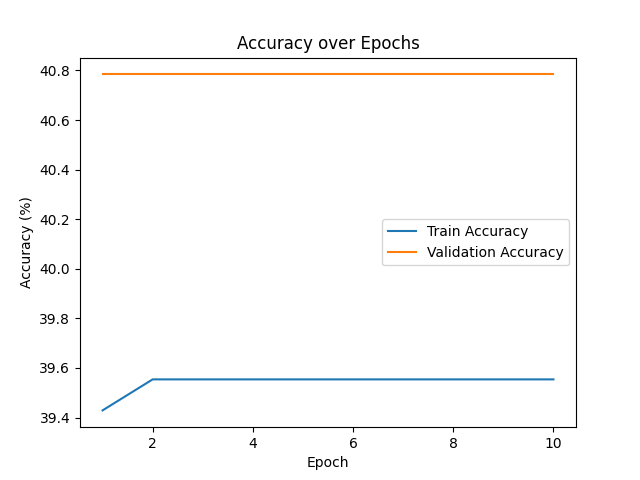 Accuracy over Epochs
Accuracy (%)
40.8
40.6
40.4
40.2
40.0
39.8
39.6
39.4
Train Accuracy
Validation Accuracy
2 4 6 8 10
Epoch